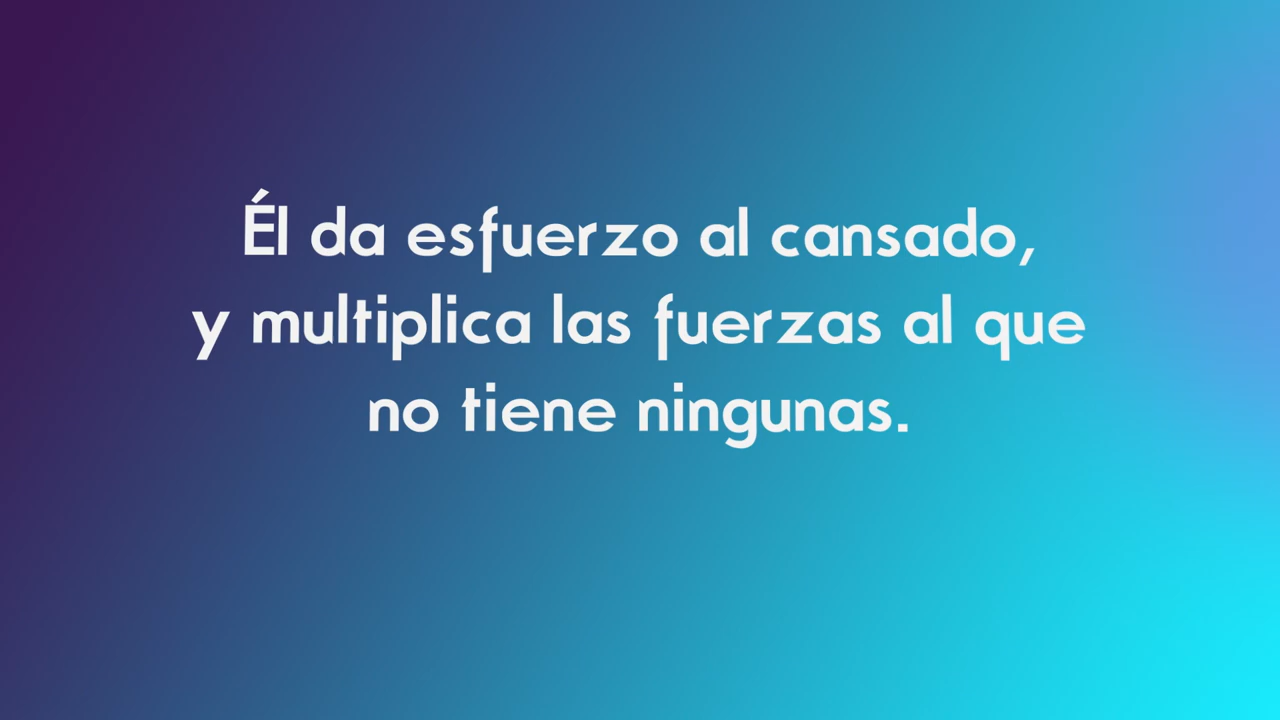 Él da esfuerzo al cansado,
y multiplica las fuerzas al que
no tiene ningunas.